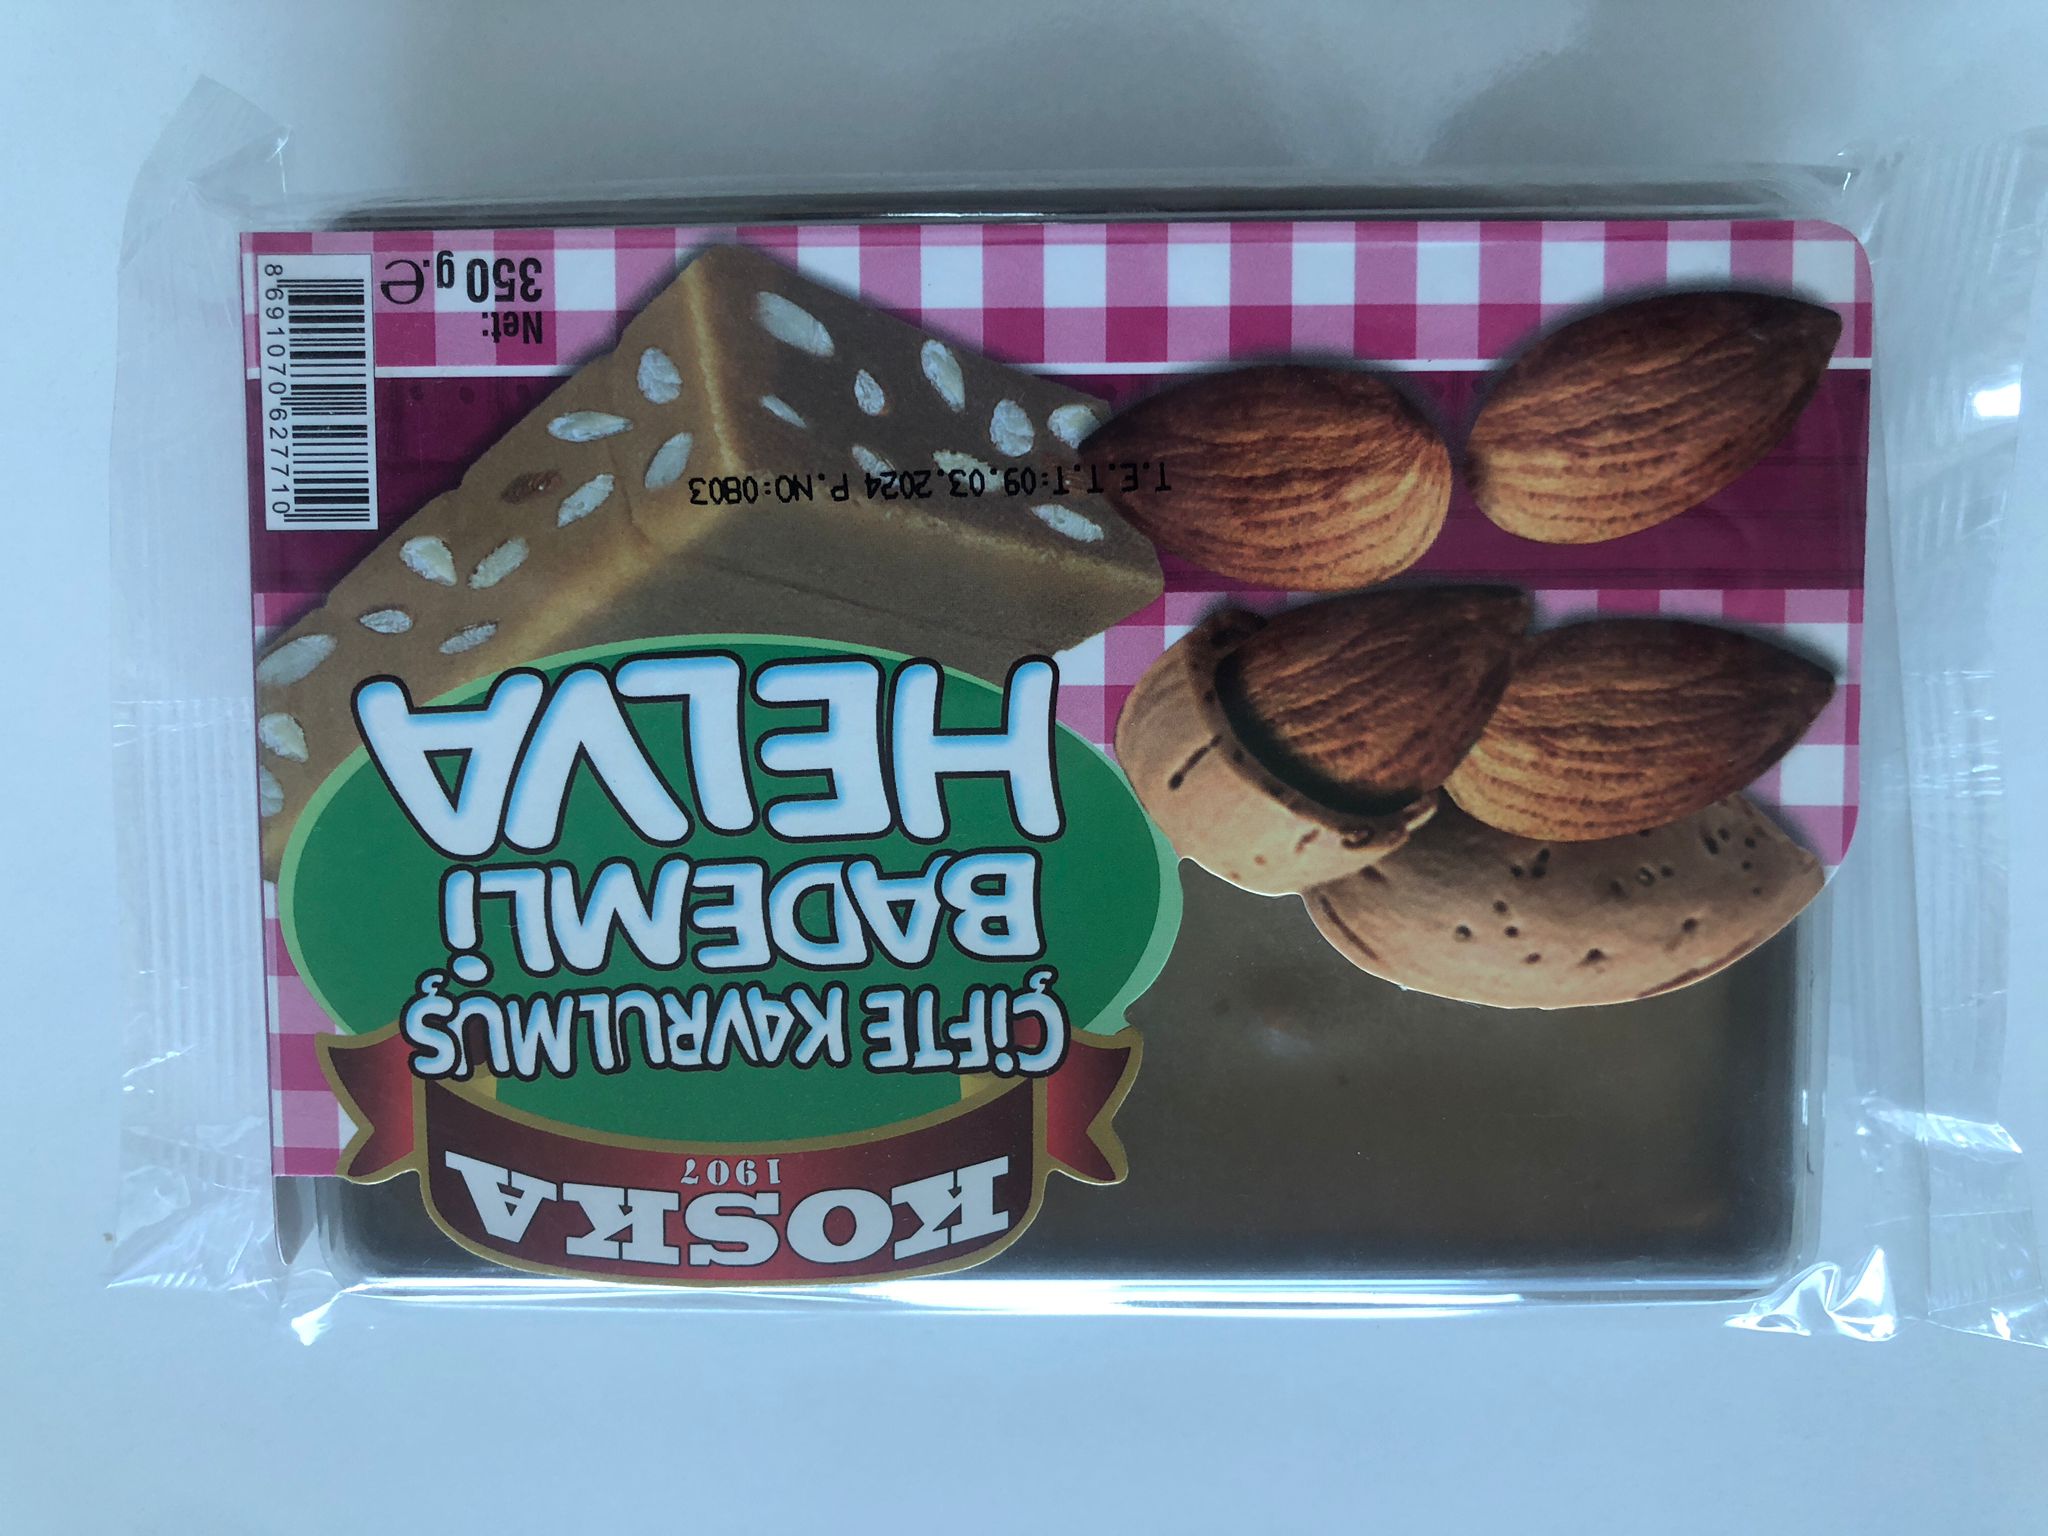 KOSKA
1907
ÇİFTE KAVRULMUŞ
BADEMLİ
HELVA
T.E.T.T:09.03.2024 P.NO:0803
Net:
350 g.e
8 691070 627710